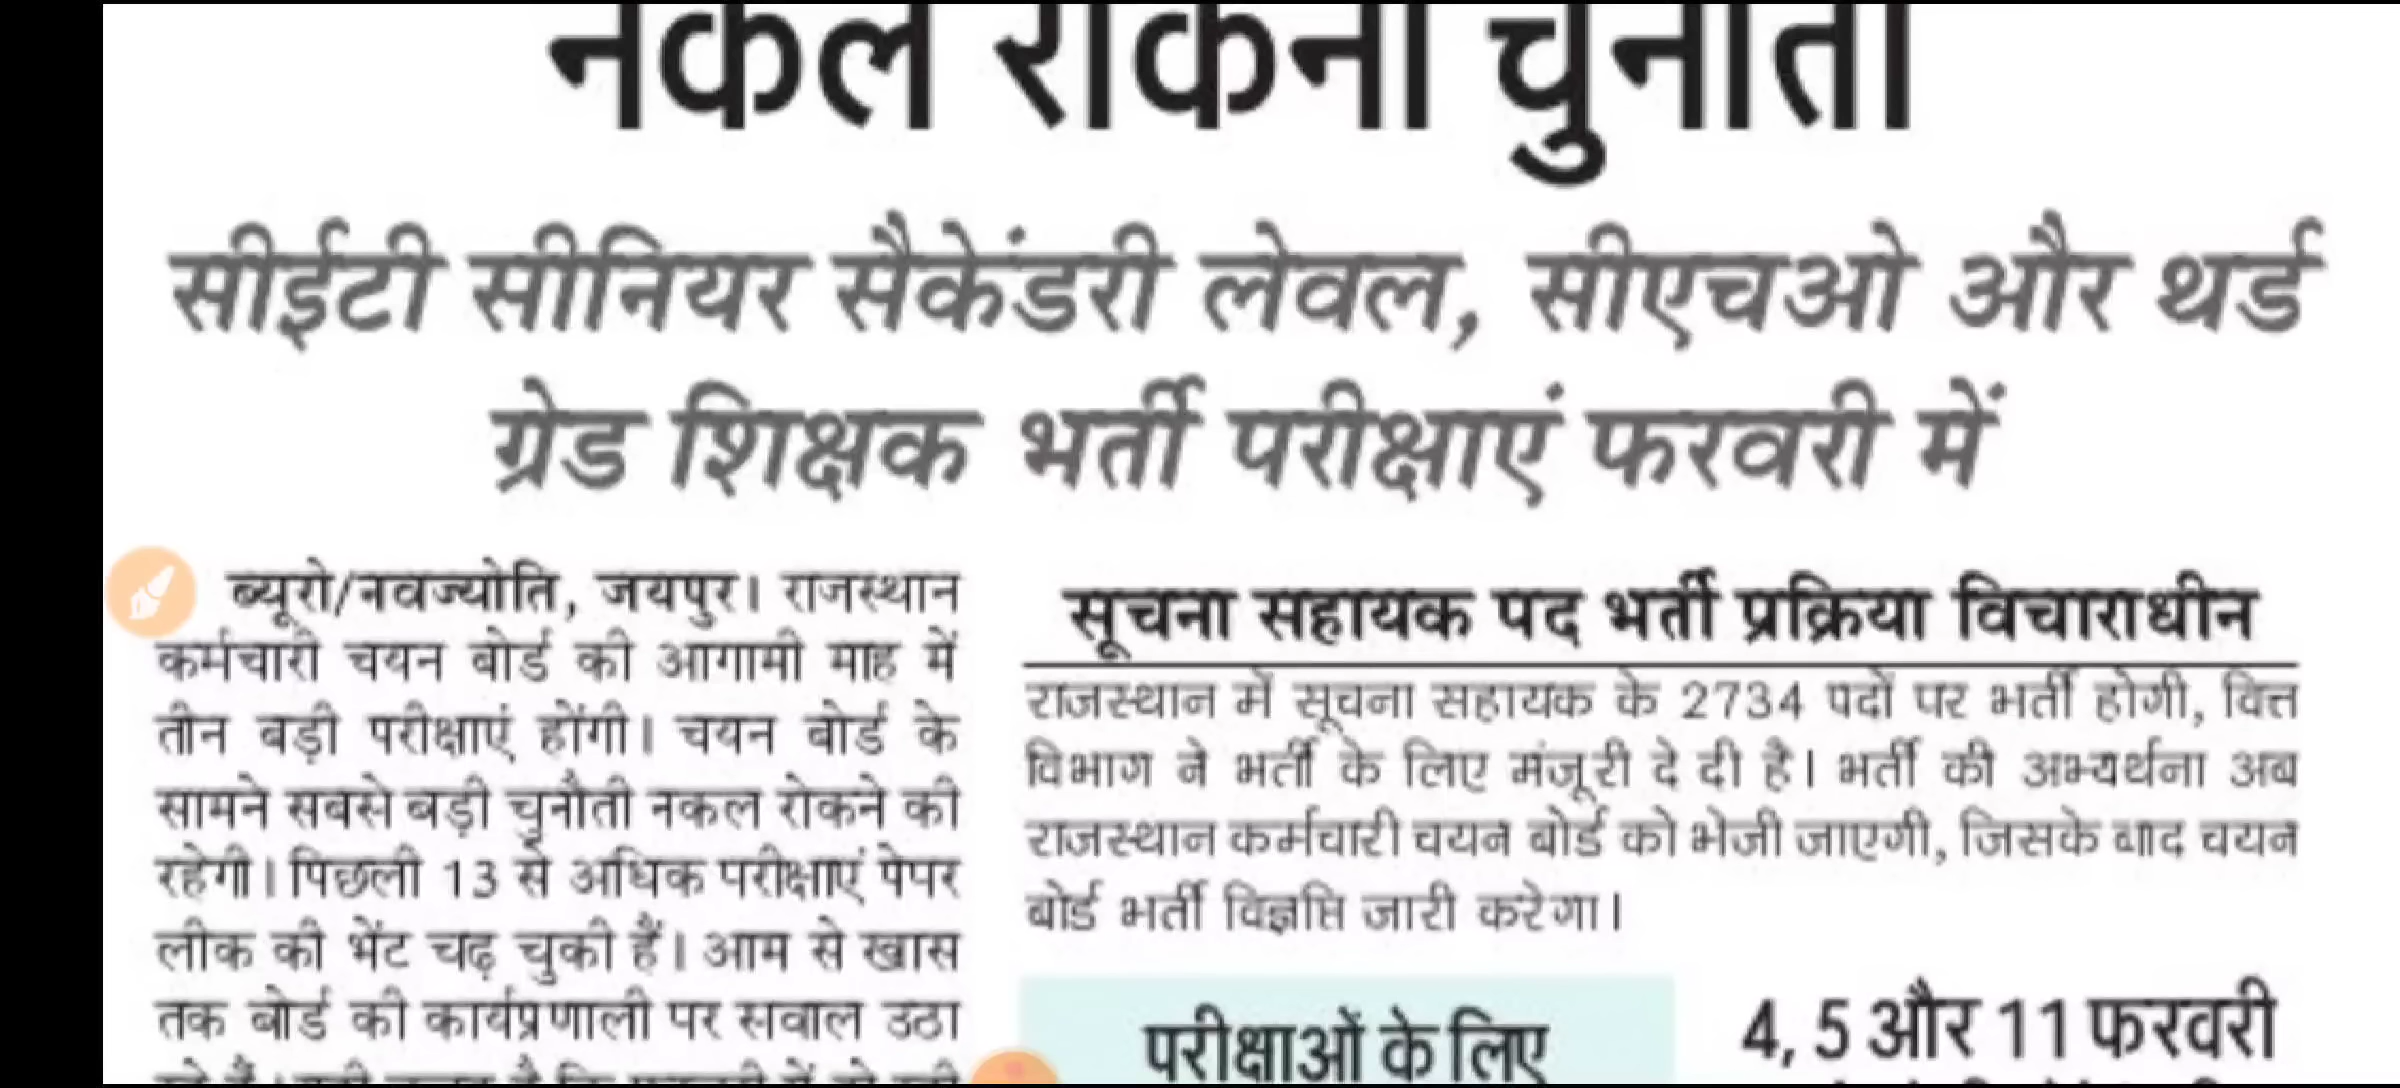 नकल रोकना चुनौती
सीईटी सीनियर सैकेंडरी लेवल, सीएचओ और थर्ड
ग्रेड शिक्षक भर्ती परीक्षाएं फरवरी में
ब्यूरो/नवज्योति, जयपुर। राजस्थान
कर्मचारी चयन बोर्ड की आगामी माह में
तीन बड़ी परीक्षाएं होंगी। चयन बोर्ड के
सामने सबसे बड़ी चुनौती नकल रोकने की
रहेगी। पिछली 13 से अधिक परीक्षाएं पेपर
लीक की भेंट चढ़ चुकी हैं। आम से खास
तक बोर्ड की कार्यप्रणाली पर सवाल उठा
सूचना सहायक पद भर्ती प्रक्रिया विचाराधीन
राजस्थान में सूचना सहायक के 2734 पदों पर भर्ती होगी, वित्त
विभाग ने भर्ती के लिए मंजूरी दे दी है। भर्ती की अभ्यर्थना अब
राजस्थान कर्मचारी चयन बोर्ड को भेजी जाएगी, जिसके बाद चयन
बोर्ड भर्ती विज्ञप्ति जारी करेगा।
परीक्षाओं के लिए
4, 5 और 11 फरवरी